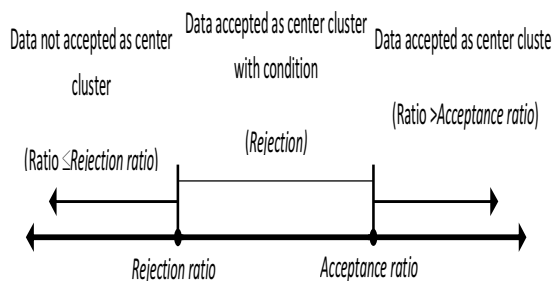 Data not accepted as center
cluster
(Ratio ≤Rejection ratio)
Data accepted as center cluster
with condition
(Rejection)
Data accepted as center cluste
(Ratio >Acceptance ratio)
Rejection ratio
Acceptance ratio